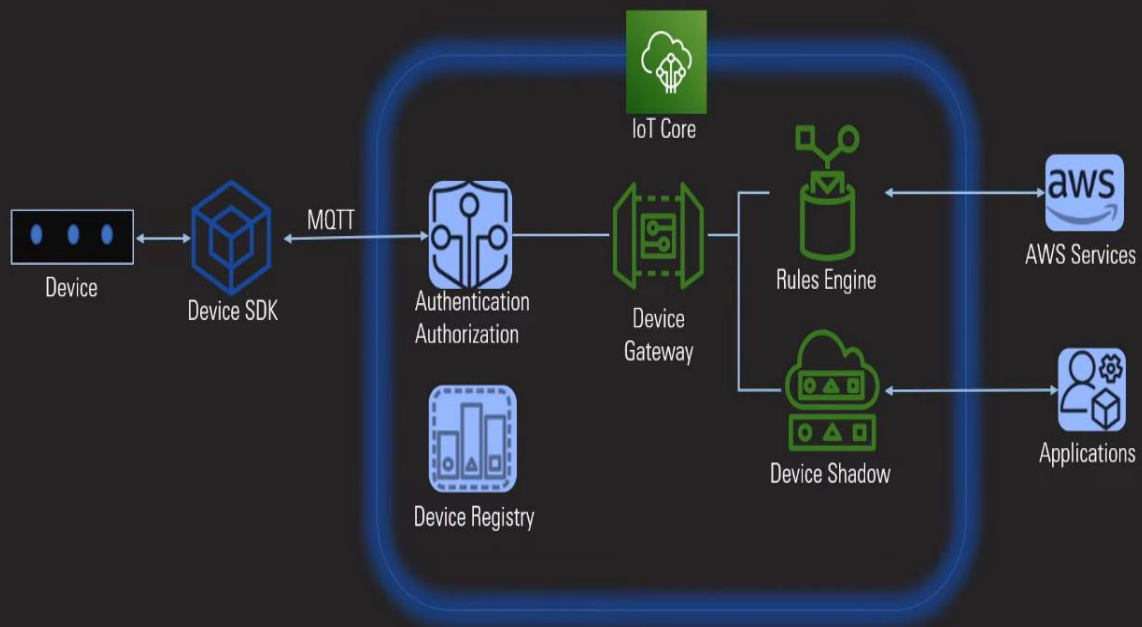 IoT Core
MQTT
aws
Device
Device SDK
Authentication
Authorization
Device
Gateway
Rules Engine
AWS Services
Device Registry
Device Shadow
Applications